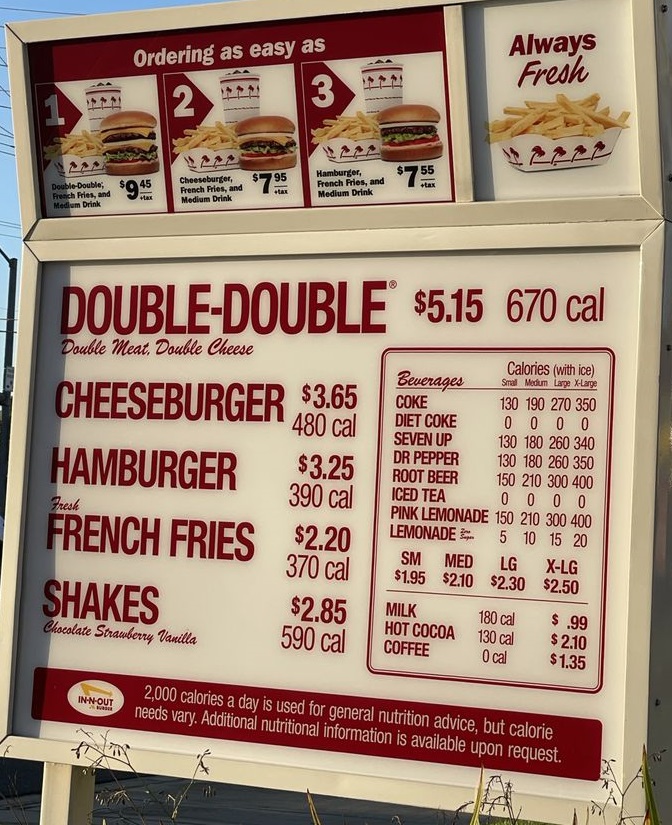 Ordering as easy as
1
Double-Double,
French Fries, and
Medium Drink
$9 45
+tax
2
Cheeseburger,
French Fries, and
Medium Drink
$7 95
+tax
3
Hamburger,
French Fries, and
Medium Drink
$7 55
+tax
Always
Fresh
DOUBLE-DOUBLE® $5.15 670 cal
Double Meat, Double Cheese
CHEESEBURGER $3.65
480 cal
HAMBURGER $3.25
390 cal
Fresh
FRENCH FRIES $2.20
370 cal
SHAKES $2.85
Chocolate Strawberry Vanilla 590 cal
Calories (with ice)
Beverages Small Medium Large X-Large
COKE 130 190 270 350
DIET COKE 0 0 0 0
SEVEN UP 130 180 260 340
DR PEPPER 130 180 260 350
ROOT BEER 150 210 300 400
ICED TEA 0 0 0 0
PINK LEMONADE 150 210 300 400
LEMONADE Zero Sugar 5 10 15 20
SM MED LG X-LG
$1.95 $2.10 $2.30 $2.50
MILK 180 cal $ .99
HOT COCOA 130 cal $ 2.10
COFFEE 0 cal $1.35
IN-N-OUT
BURGER
2,000 calories a day is used for general nutrition advice, but calorie
needs vary. Additional nutritional information is available upon request.